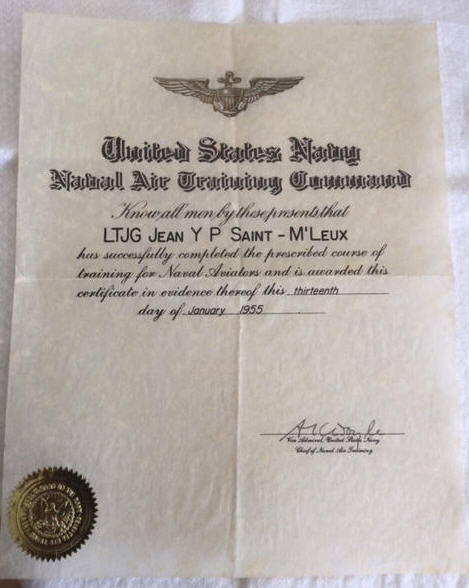 United States Navy
Naval Air Training Command
Know all men by these presents that
LTJG JEAN Y P SAINT - M'LEUX
has successfully completed the prescribed course of
training for Naval Aviators and is awarded this
certificate in evidence thereof this thirteenth
day of January 1955
Vice Admiral, United States Navy
Chief of Naval Air Training